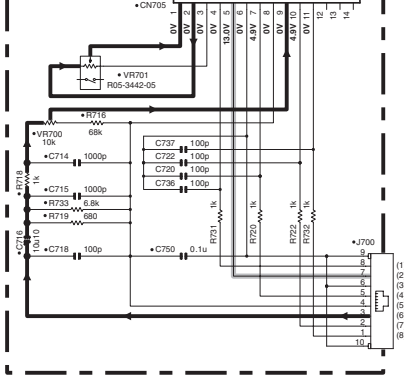 •CN705
1 2 3 4 5 6 7 8 9 10 11 12 13 14
0V 0V 0V 0V 13.0V 0V 4.9V 0V 0V 4.9V 0V
•VR701
R05-3442-05
•R716
68k
•VR700
10k
C737 100p
C722 100p
C720 100p
C736 100p
•C714 1000p
•R718 1k
•C715 1000p
•R733 6.8k
•R719 680
•C716 10u10
•C718 100p
•C750 0.1u
R731 1k
R720 1k
R722 1k
R732 1k
•J700
9
8 (1
7 (2
6 (3
5 (4
4 (5
3 (6
2 (7
1 (8
10